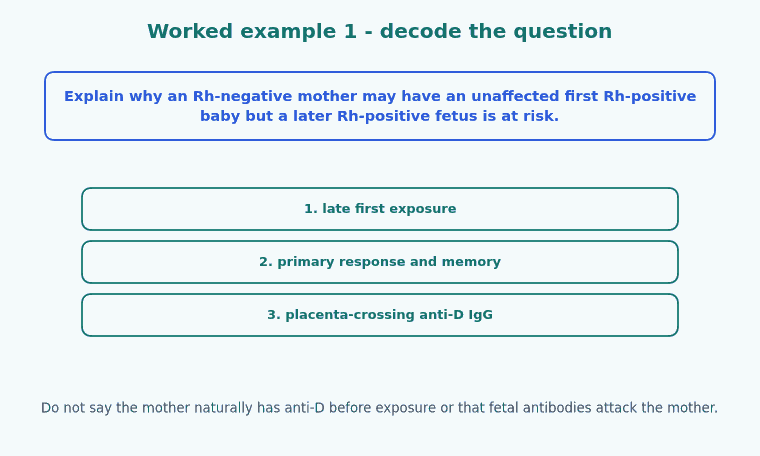 Worked example 1 - decode the question
Explain why an Rh-negative mother may have an unaffected first Rh-positive
baby but a later Rh-positive fetus is at risk.
1. late first exposure
2. primary response and memory
3. placenta-crossing anti-D IgG
Do not say the mother naturally has anti-D before exposure or that fetal antibodies attack the mother.